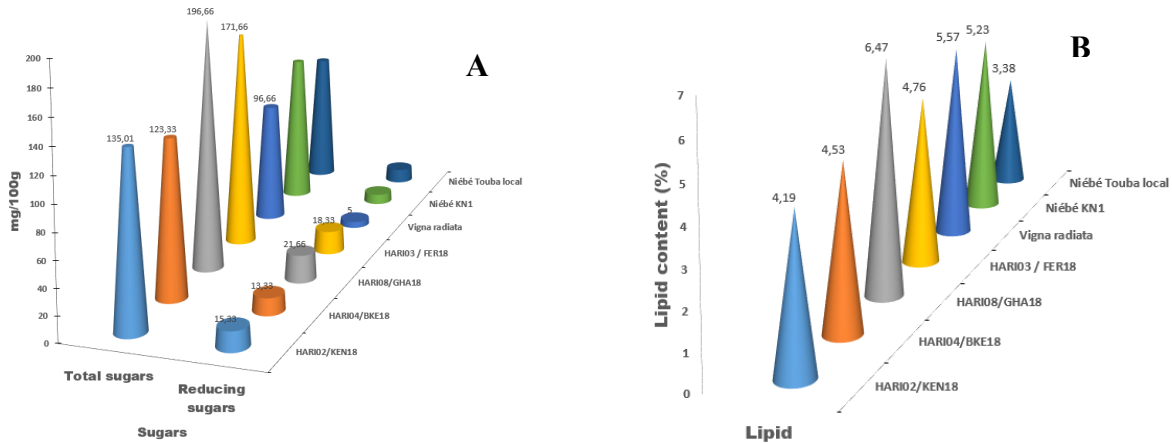 A
196,66
171,66
135,01
123,33
96,66
200
180
160
140
120
100
80
60
40
20
0
mg/100g
15,33
13,33
21,66
18,33
5
Niébé Touba local
Niébé KN1
Vigna radiata
HARI03 / FER18
HARI08/GHA18
HARI04/BKE18
HARI02/KEN18
Total sugars
Reducing
sugars
Sugars
B
6,47
5,57
5,23
4,76
3,38
4,53
4,19
7
6
5
4
3
2
1
0
Lipid content (%)
Niébé Touba local
Niébé KN1
Vigna radiata
HARI03 / FER18
HARI08/GHA18
HARI04/BKE18
HARI02/KEN18
Lipid